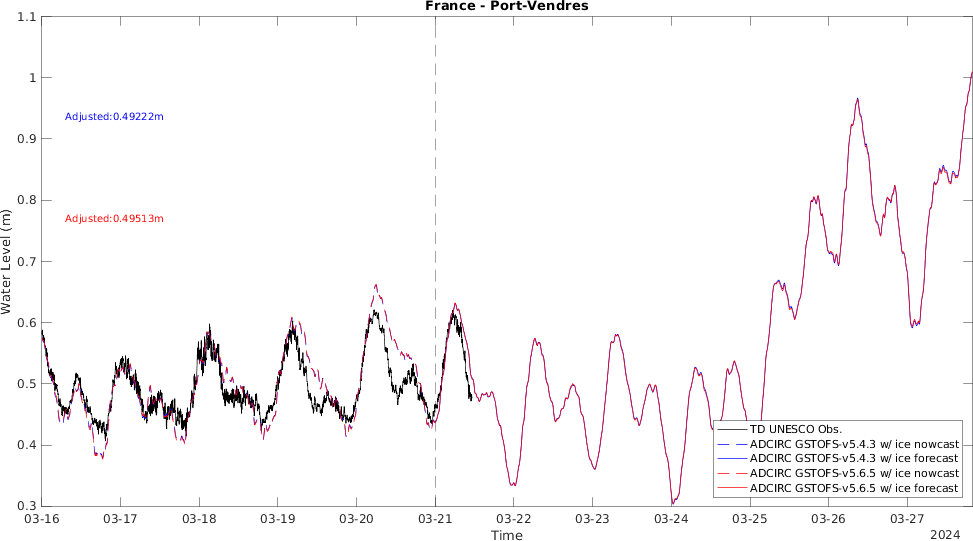 France - Port-Vendres
1.1
1
0.9
0.8
0.7
0.6
0.5
0.4
0.3
Water Level (m)
Adjusted:0.49222m
Adjusted:0.49513m
TD UNESCO Obs.
ADCIRC GSTOFS-v5.4.3 w/ ice nowcast
ADCIRC GSTOFS-v5.4.3 w/ ice forecast
ADCIRC GSTOFS-v5.6.5 w/ ice nowcast
ADCIRC GSTOFS-v5.6.5 w/ ice forecast
03-16 03-17 03-18 03-19 03-20 03-21 03-22 03-23 03-24 03-25 03-26 03-27
Time
2024